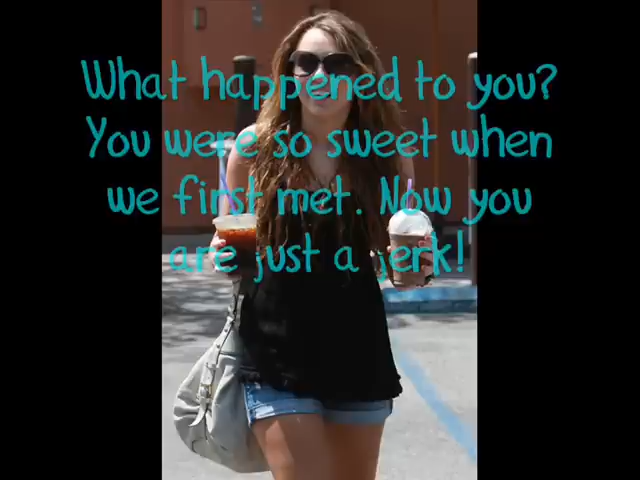 What happened to you?
You were so sweet when
we first met. Now you
are just a jerk!